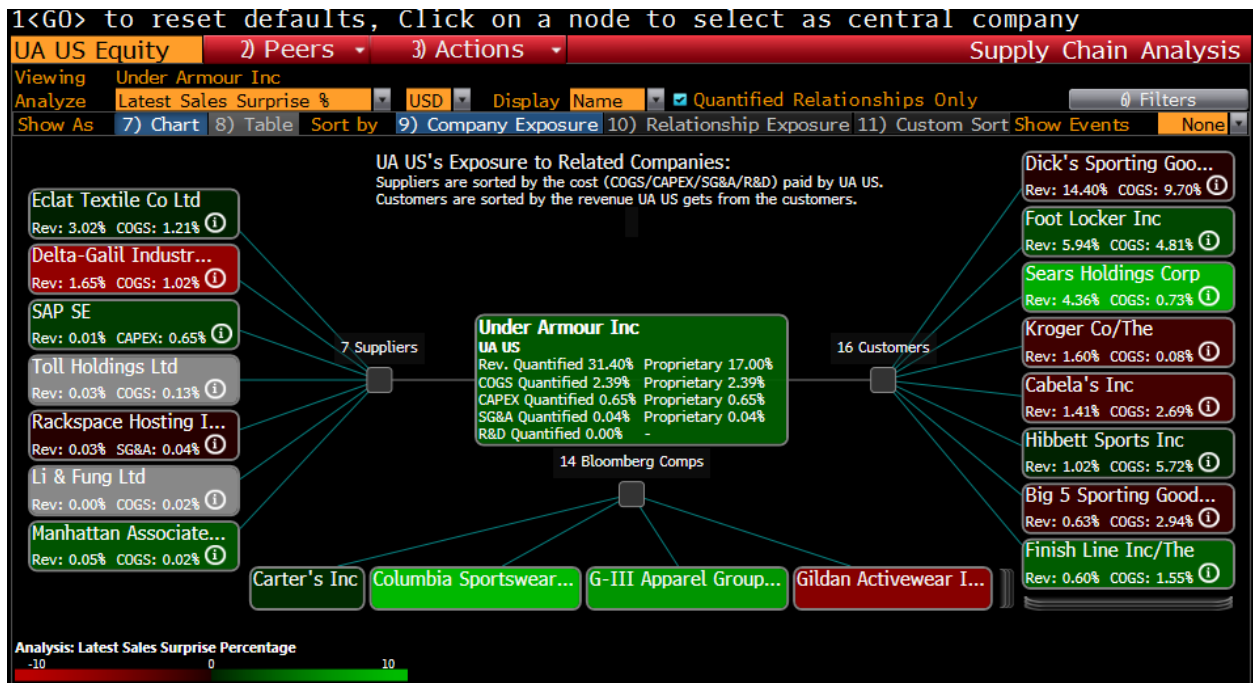 1<GO> to reset defaults, Click on a node to select as central company
UA US Equity 2) Peers 3) Actions Supply Chain Analysis
Viewing Under Armour Inc
Analyze Latest Sales Surprise % USD Display Name Quantified Relationships Only 6) Filters
Show As 7) Chart 8) Table Sort by 9) Company Exposure 10) Relationship Exposure 11) Custom Sort Show Events None
UA US's Exposure to Related Companies:
Suppliers are sorted by the cost (COGS/CAPEX/SG&A/R&D) paid by UA US.
Customers are sorted by the revenue UA US gets from the customers.
Eclat Textile Co Ltd
Rev: 3.02% COGS: 1.21%
Delta-Galil Industr...
Rev: 1.65% COGS: 1.02%
SAP SE
Rev: 0.01% CAPEX: 0.65%
Toll Holdings Ltd
Rev: 0.03% COGS: 0.13%
Rackspace Hosting I...
Rev: 0.03% SG&A: 0.04%
Li & Fung Ltd
Rev: 0.00% COGS: 0.02%
Manhattan Associate...
Rev: 0.05% COGS: 0.02%
7 Suppliers
Under Armour Inc
UA US
Rev. Quantified 31.40% Proprietary 17.00%
COGS Quantified 2.39% Proprietary 2.39%
CAPEX Quantified 0.65% Proprietary 0.65%
SG&A Quantified 0.04% Proprietary 0.04%
R&D Quantified 0.00% -
16 Customers
Dick's Sporting Goo...
Rev: 14.40% COGS: 9.70%
Foot Locker Inc
Rev: 5.94% COGS: 4.81%
Sears Holdings Corp
Rev: 4.36% COGS: 0.73%
Kroger Co/The
Rev: 1.60% COGS: 0.08%
Cabela's Inc
Rev: 1.41% COGS: 2.69%
Hibbett Sports Inc
Rev: 1.02% COGS: 5.72%
Big 5 Sporting Good...
Rev: 0.63% COGS: 2.94%
Finish Line Inc/The
Rev: 0.60% COGS: 1.55%
14 Bloomberg Comps
Carter's Inc
Columbia Sportswear...
G-III Apparel Group...
Gildan Activewear I...
Analysis: Latest Sales Surprise Percentage
-10 0 10